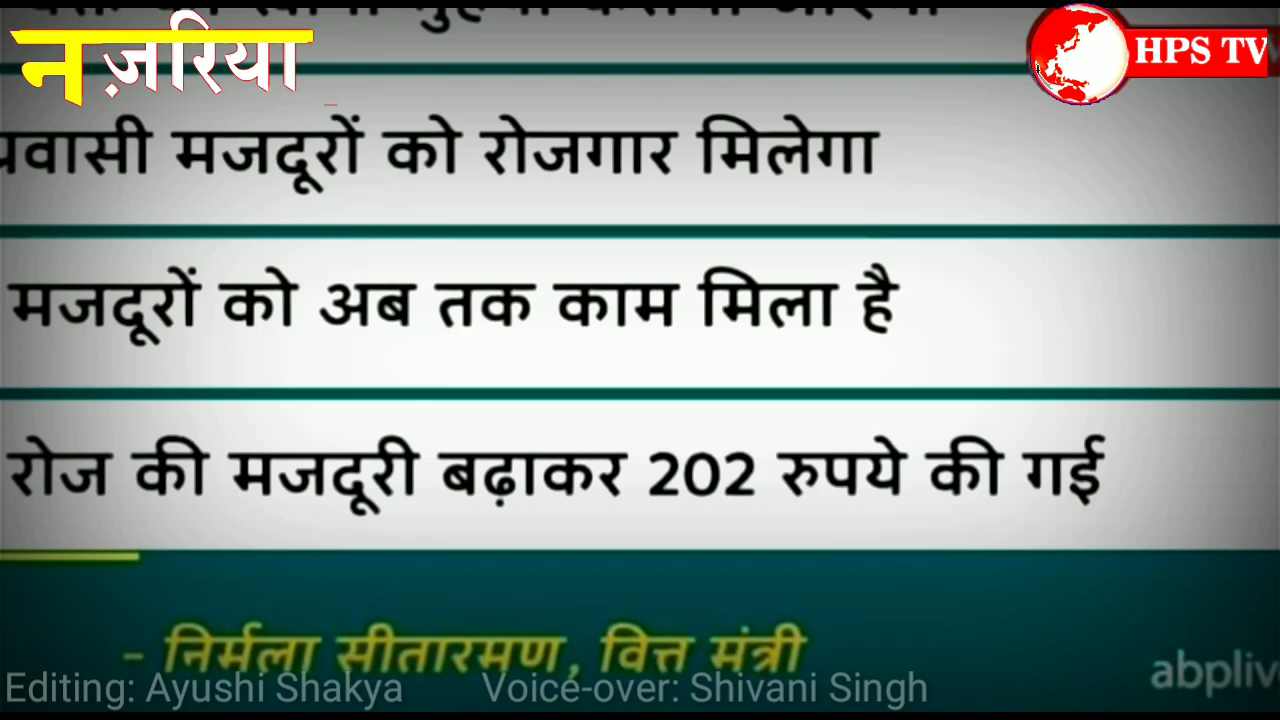 नज़रिया
HPS TV
प्रवासी मजदूरों को रोजगार मिलेगा
मजदूरों को अब तक काम मिला है
रोज की मजदूरी बढ़ाकर 202 रुपये की गई
- निर्मला सीतारमण, वित्त मंत्री
abpliv
Editing: Ayushi Shakya Voice-over: Shivani Singh